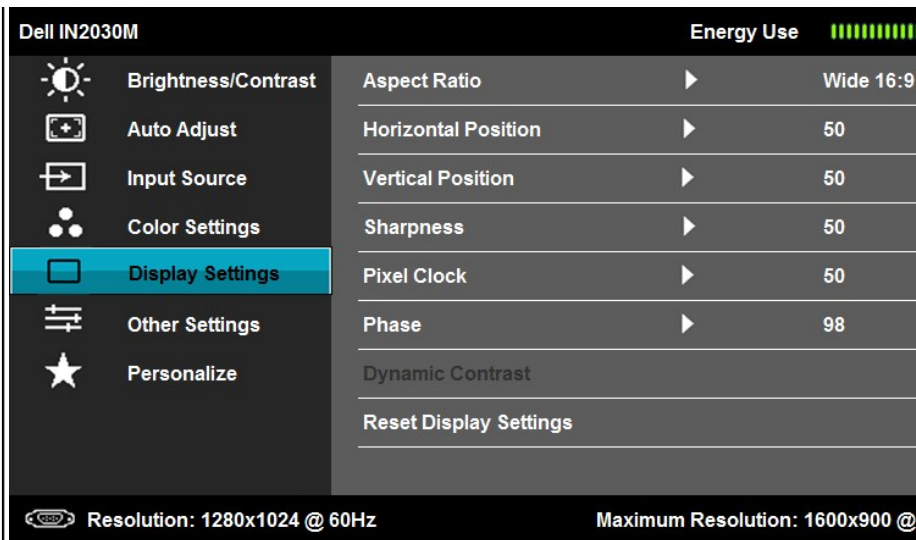 Dell IN2030M Energy Use
Brightness/Contrast Aspect Ratio Wide 16:9
Auto Adjust Horizontal Position 50
Input Source Vertical Position 50
Color Settings Sharpness 50
Display Settings Pixel Clock 50
Other Settings Phase 98
Personalize Dynamic Contrast
Reset Display Settings
Resolution: 1280x1024 @ 60Hz Maximum Resolution: 1600x900 @